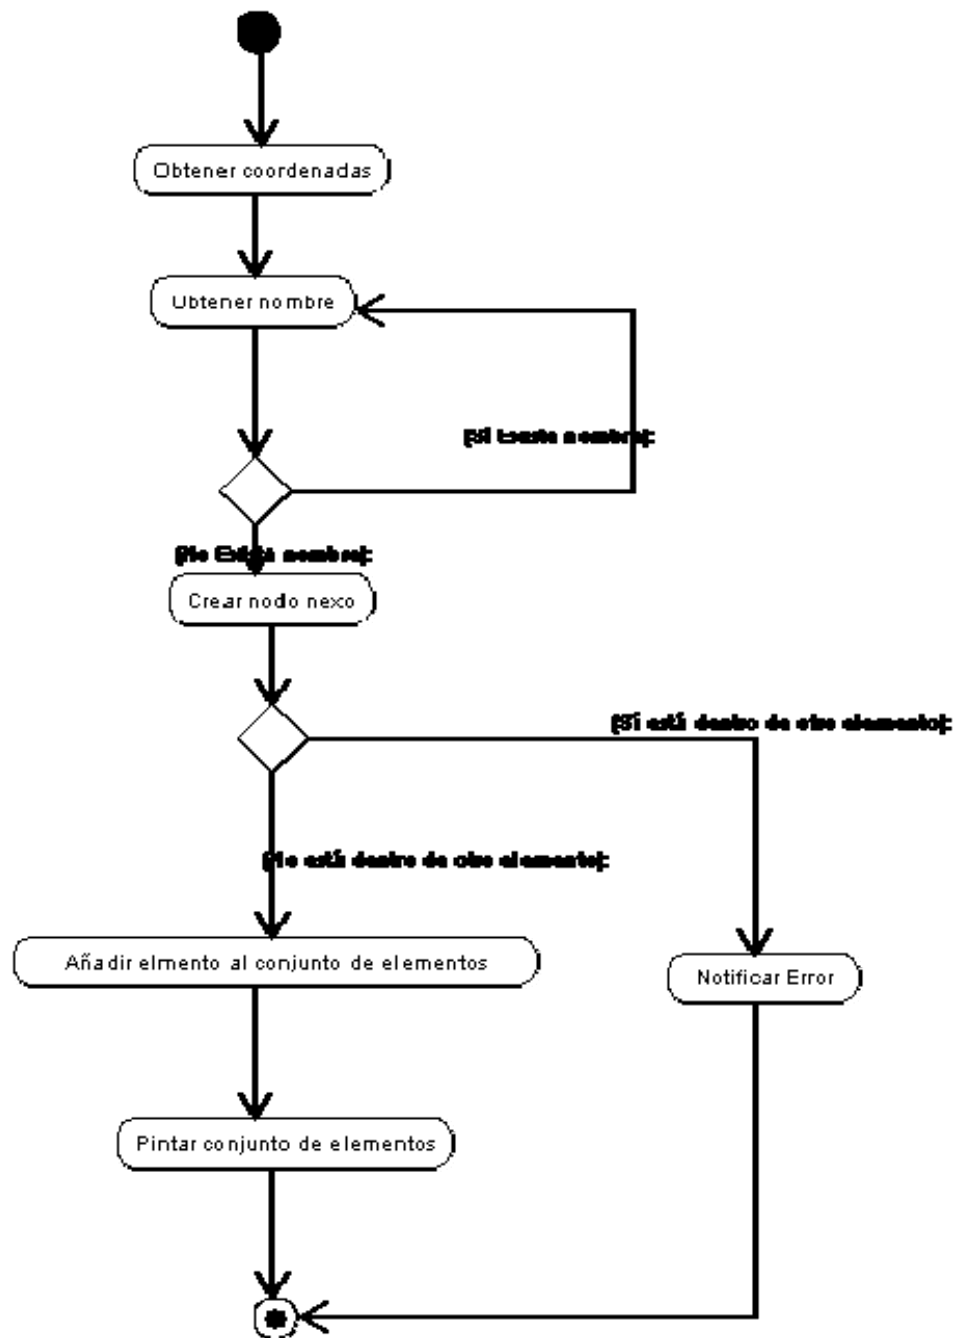 Obtener coordenadas
Obtener nombre
[Si Existe nombre]:
[No Existe nombre]:
Crear nodo nexo
[Sí está dentro de otro elemento]:
[No está dentro de otro elemento]:
Añadir elmento al conjunto de elementos
Notificar Error
Pintar conjunto de elementos